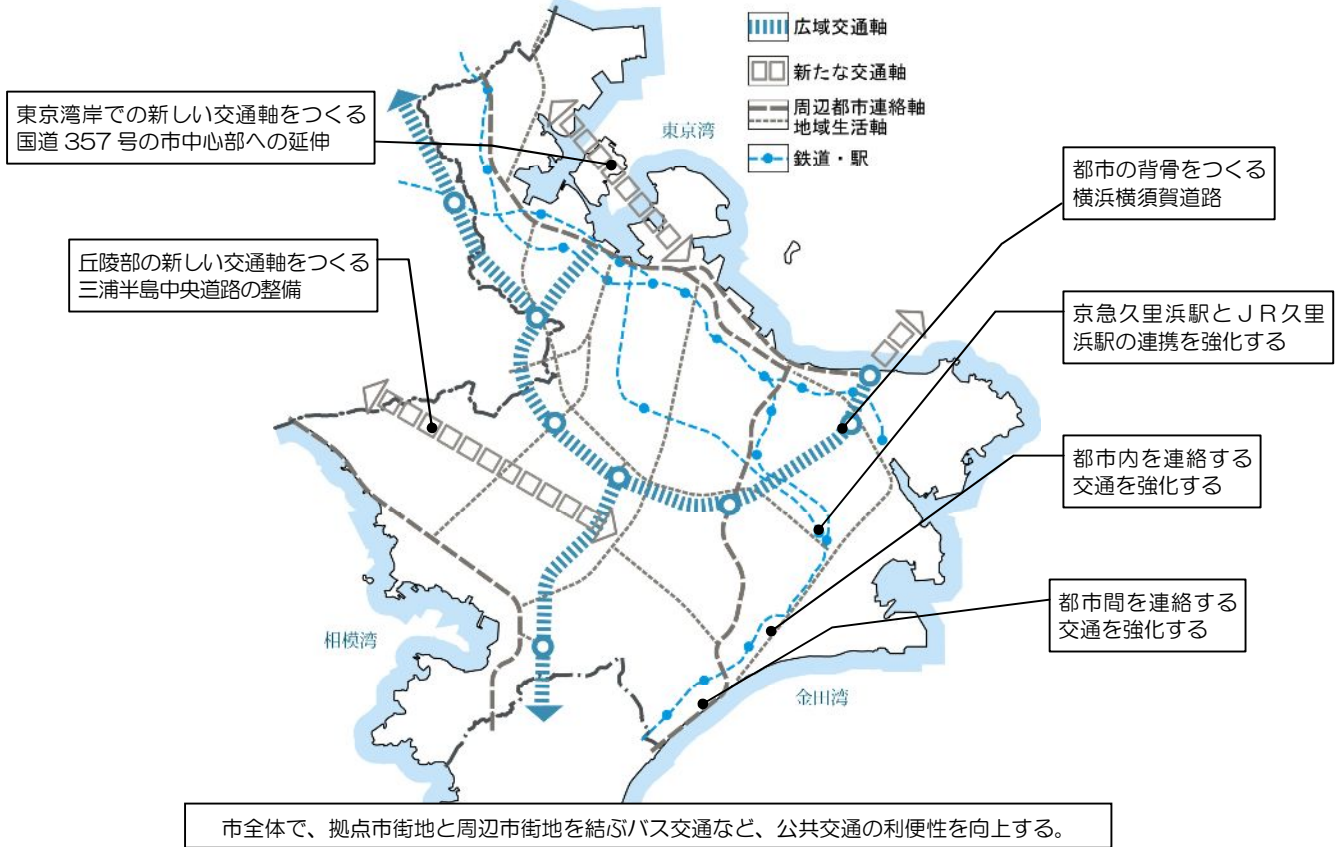 広域交通軸
新たな交通軸
周辺都市連絡軸
地域生活軸
鉄道・駅
東京湾岸での新しい交通軸をつくる
国道 357 号の市中心部への延伸
東京湾
都市の背骨をつくる
横浜横須賀道路
丘陵部の新しい交通軸をつくる
三浦半島中央道路の整備
京急久里浜駅とJR久里
浜駅の連携を強化する
都市内を連絡する
交通を強化する
都市間を連絡する
交通を強化する
相模湾
金田湾
市全体で、拠点市街地と周辺市街地を結ぶバス交通など、公共交通の利便性を向上する。